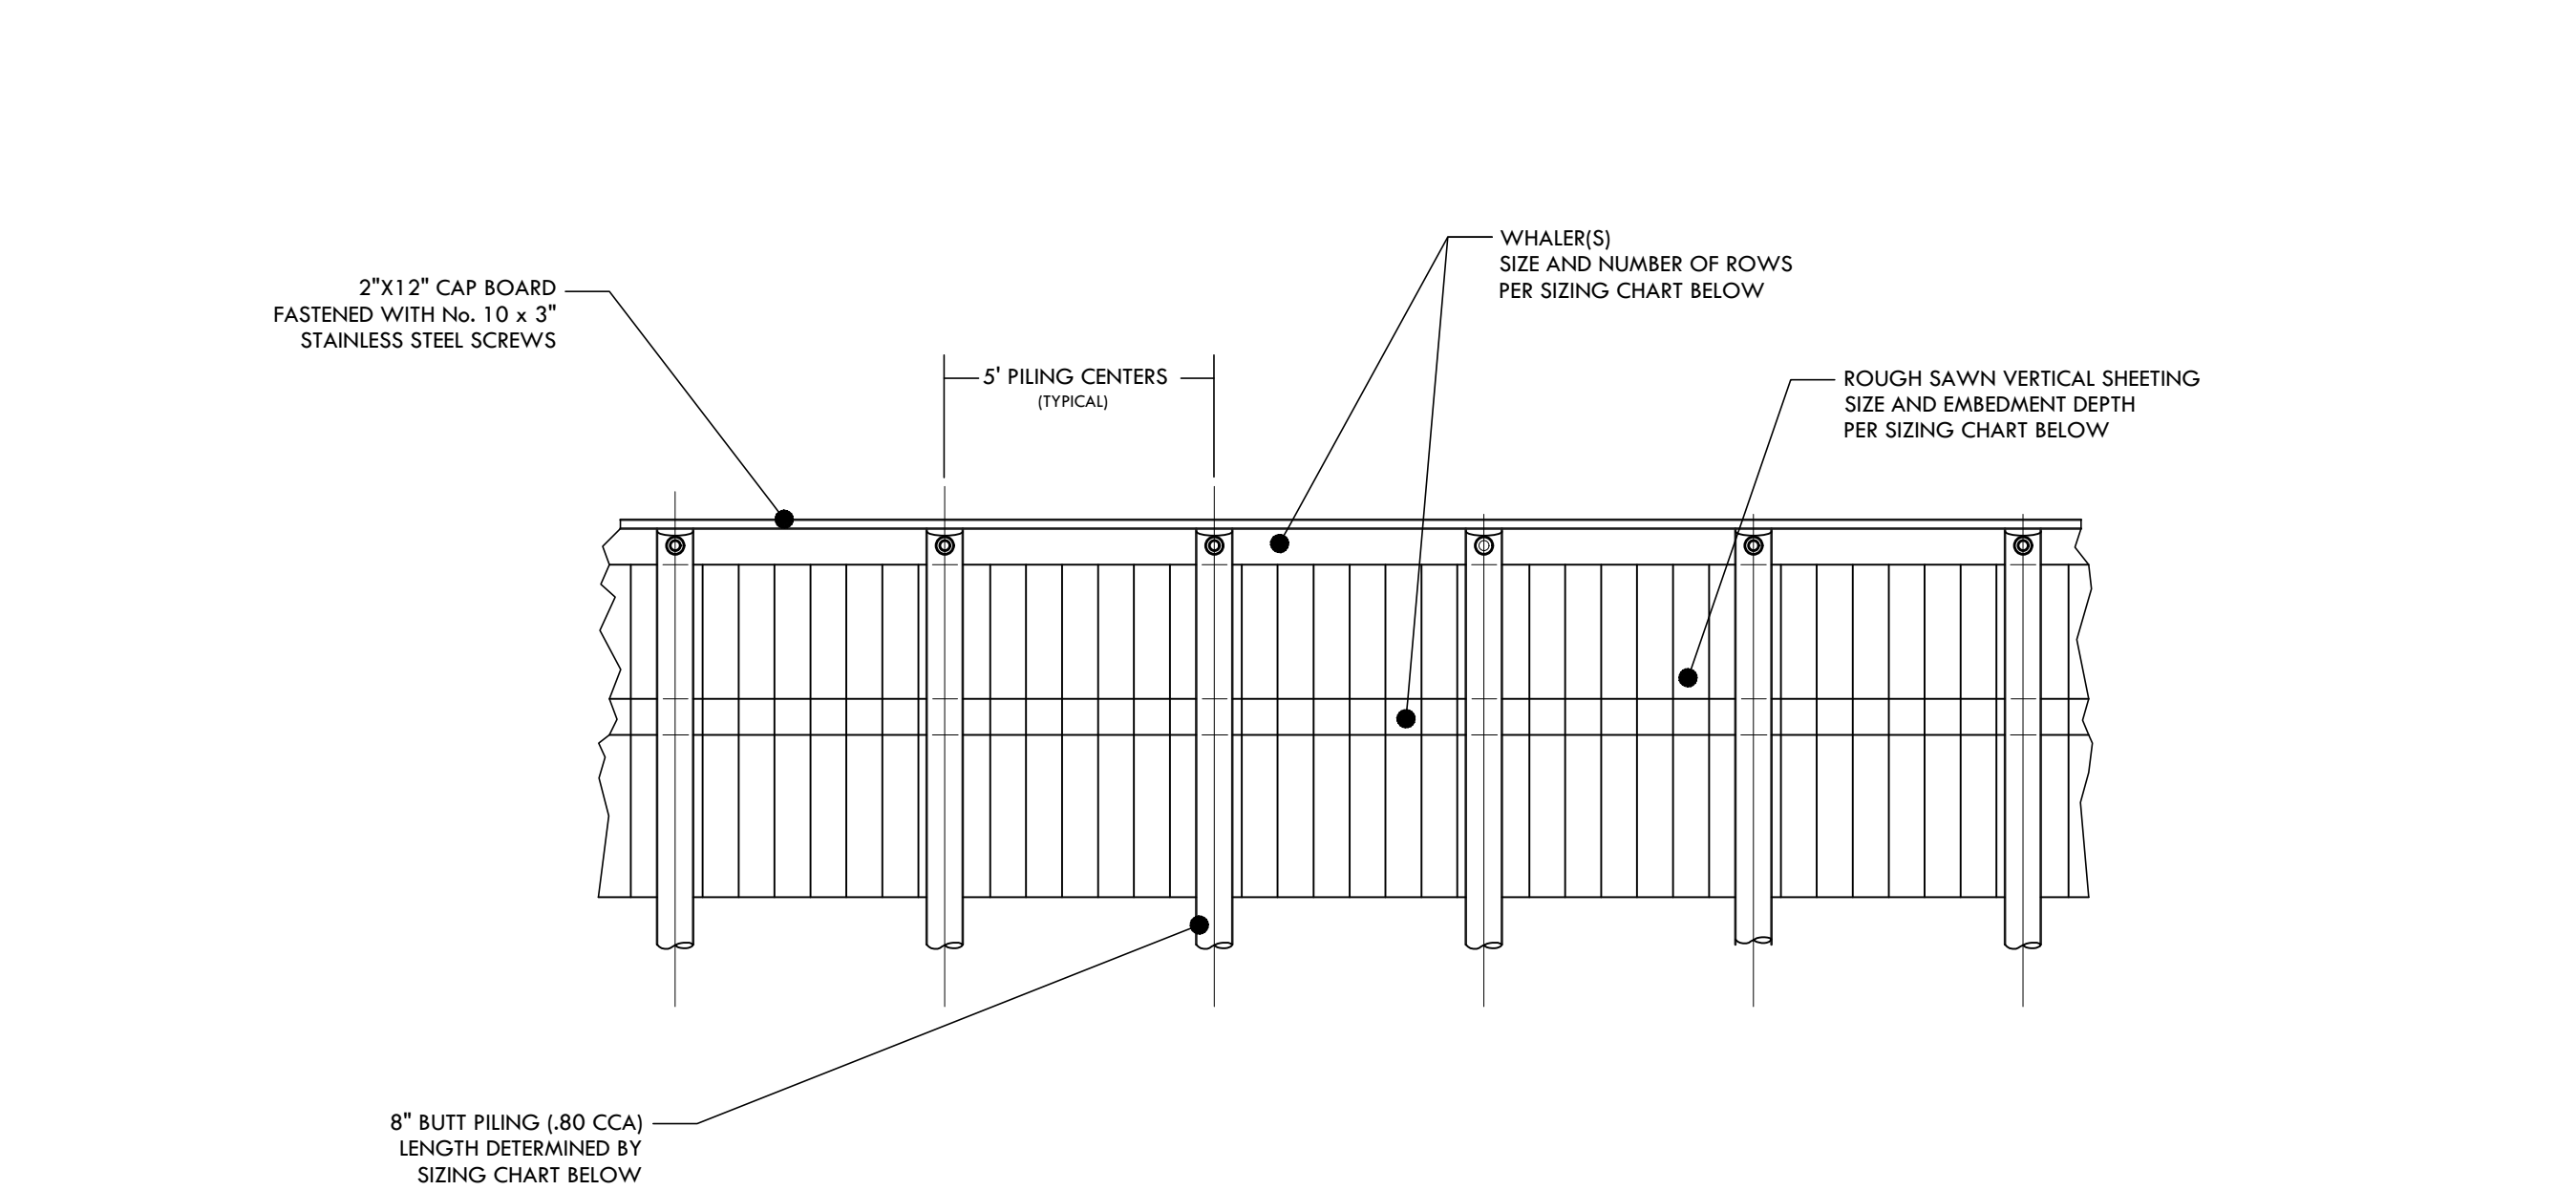 WHALER(S)
SIZE AND NUMBER OF ROWS
PER SIZING CHART BELOW
2"X12" CAP BOARD
FASTENED WITH No. 10 x 3"
STAINLESS STEEL SCREWS
5' PILING CENTERS
(TYPICAL)
ROUGH SAWN VERTICAL SHEETING
SIZE AND EMBEDMENT DEPTH
PER SIZING CHART BELOW
8" BUTT PILING (.80 CCA)
LENGTH DETERMINED BY
SIZING CHART BELOW